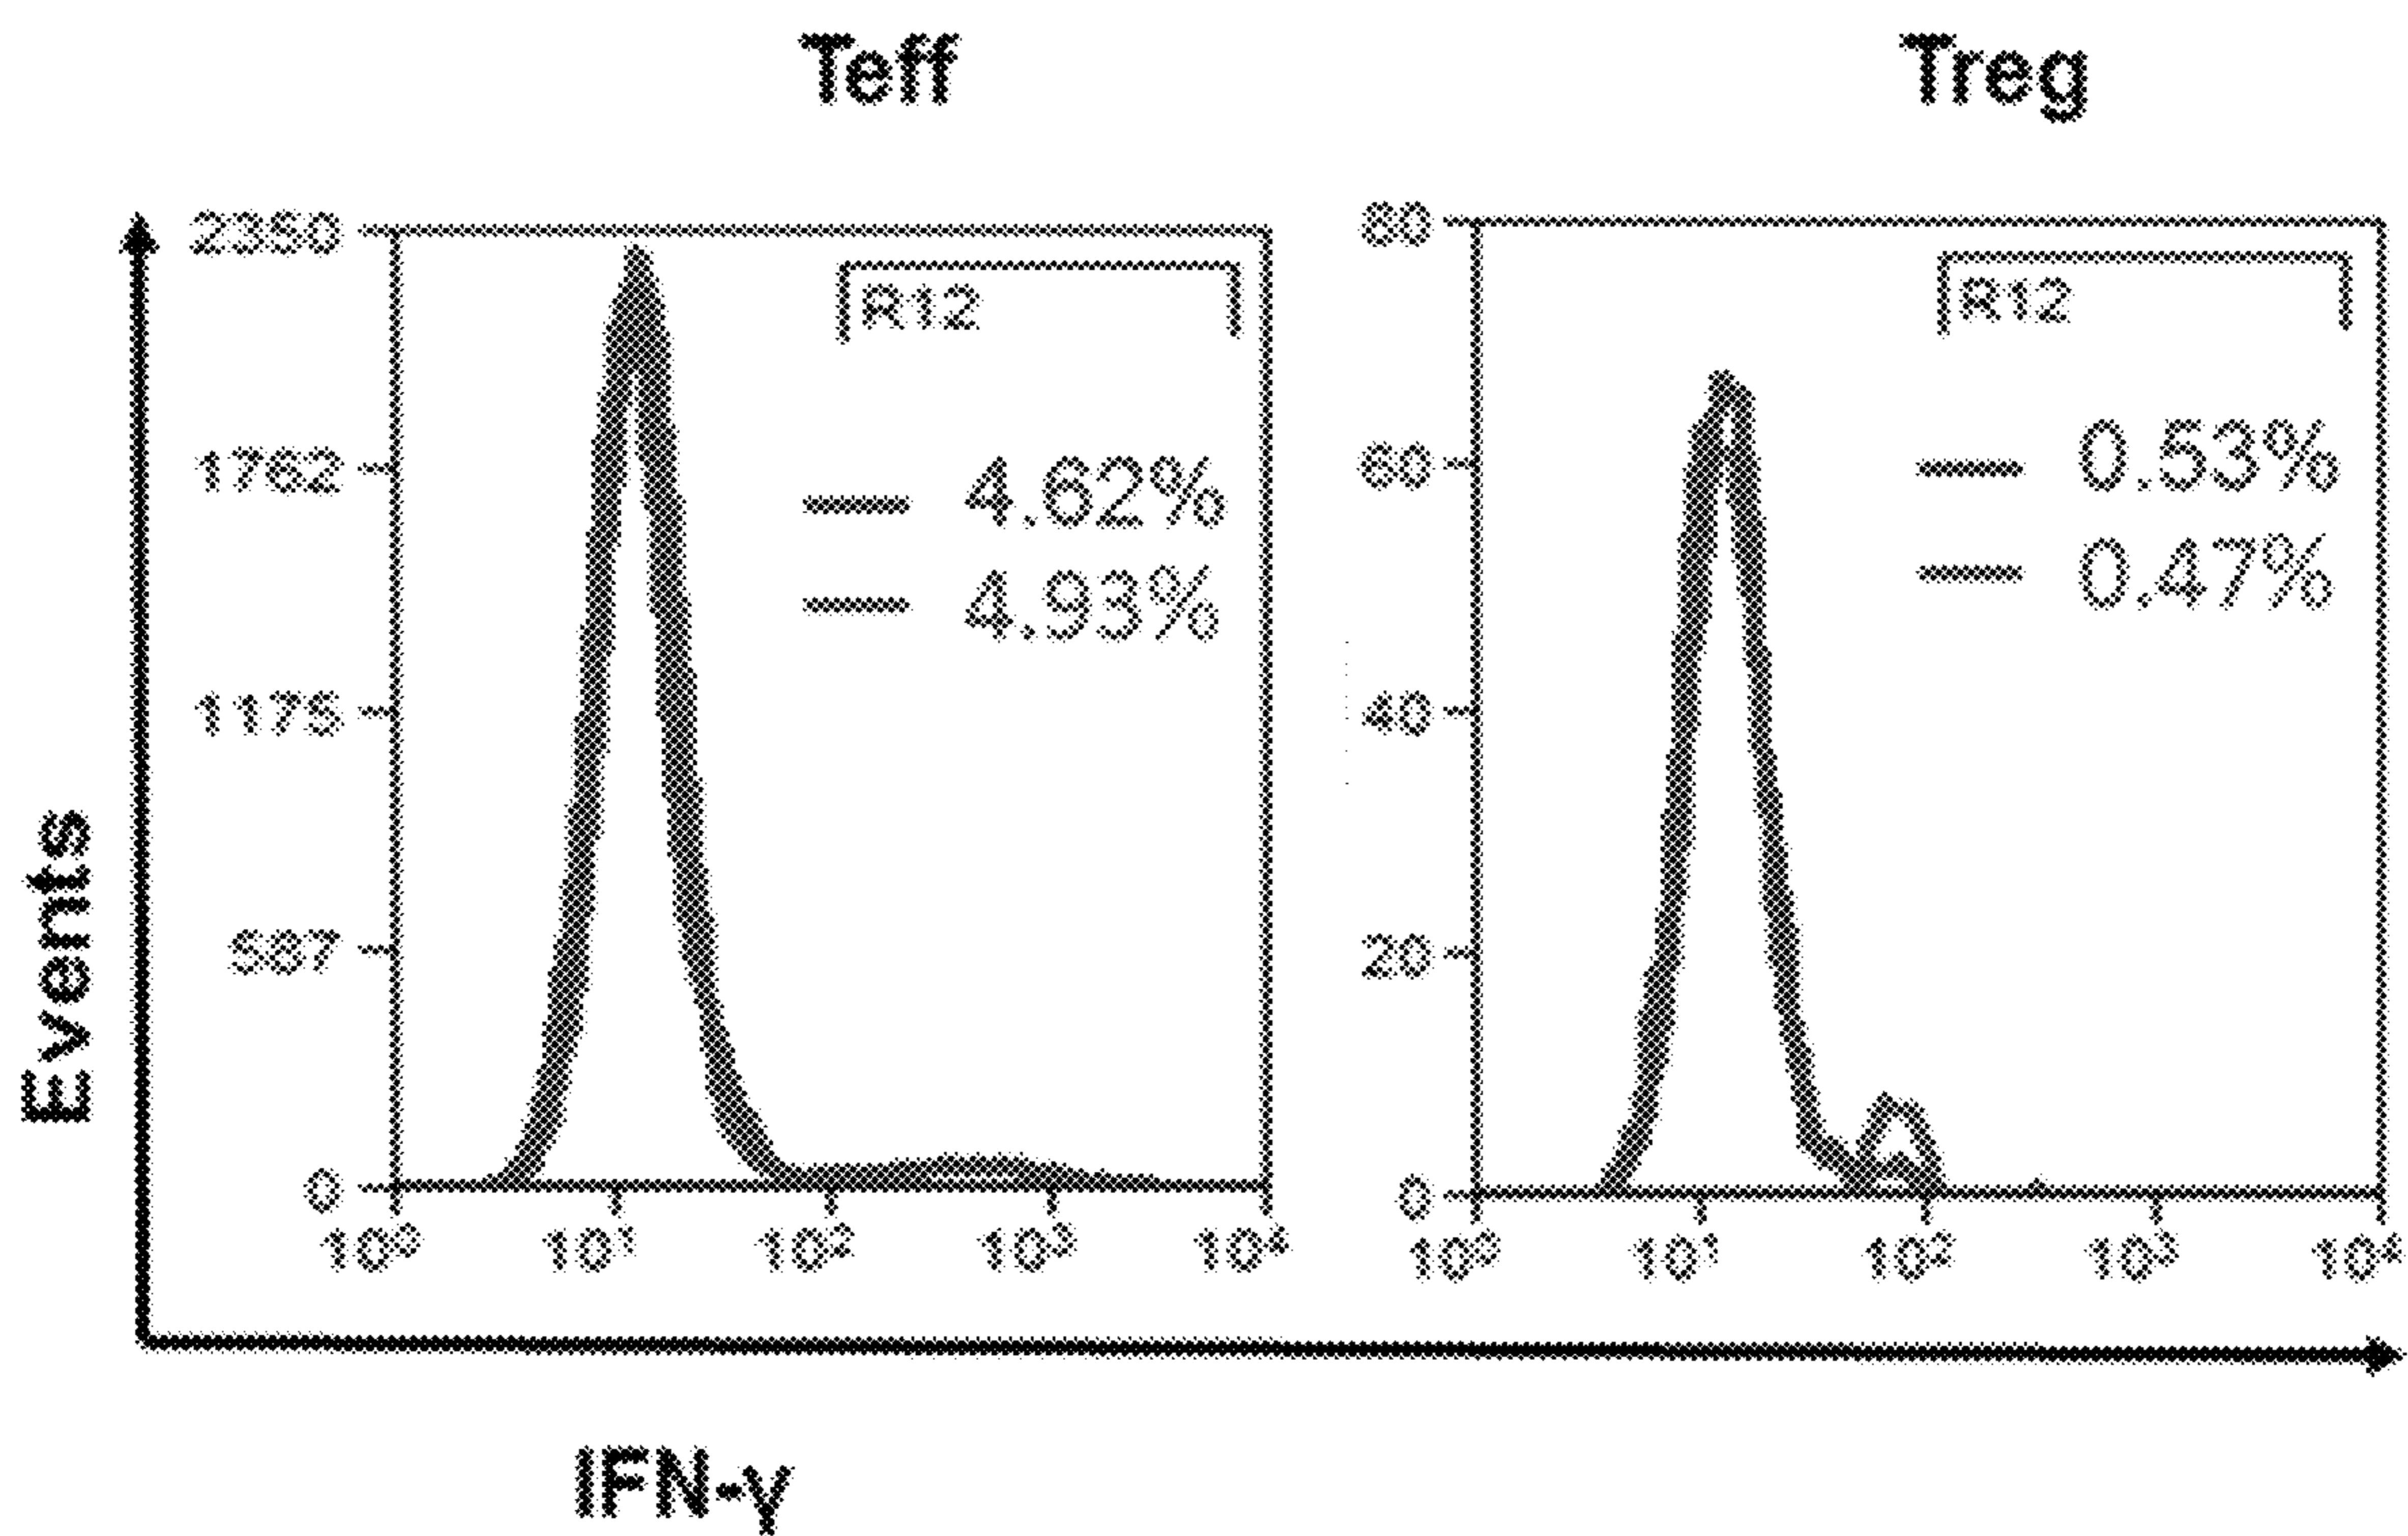 Teff
Treg
2350
1762
1175
587
0
R12
4.62%
4.93%
10⁰ 10¹ 10² 10³ 10⁴
80
60
40
20
0
R12
0.53%
0.47%
10⁰ 10¹ 10² 10³ 10⁴
Events
IFN-γ